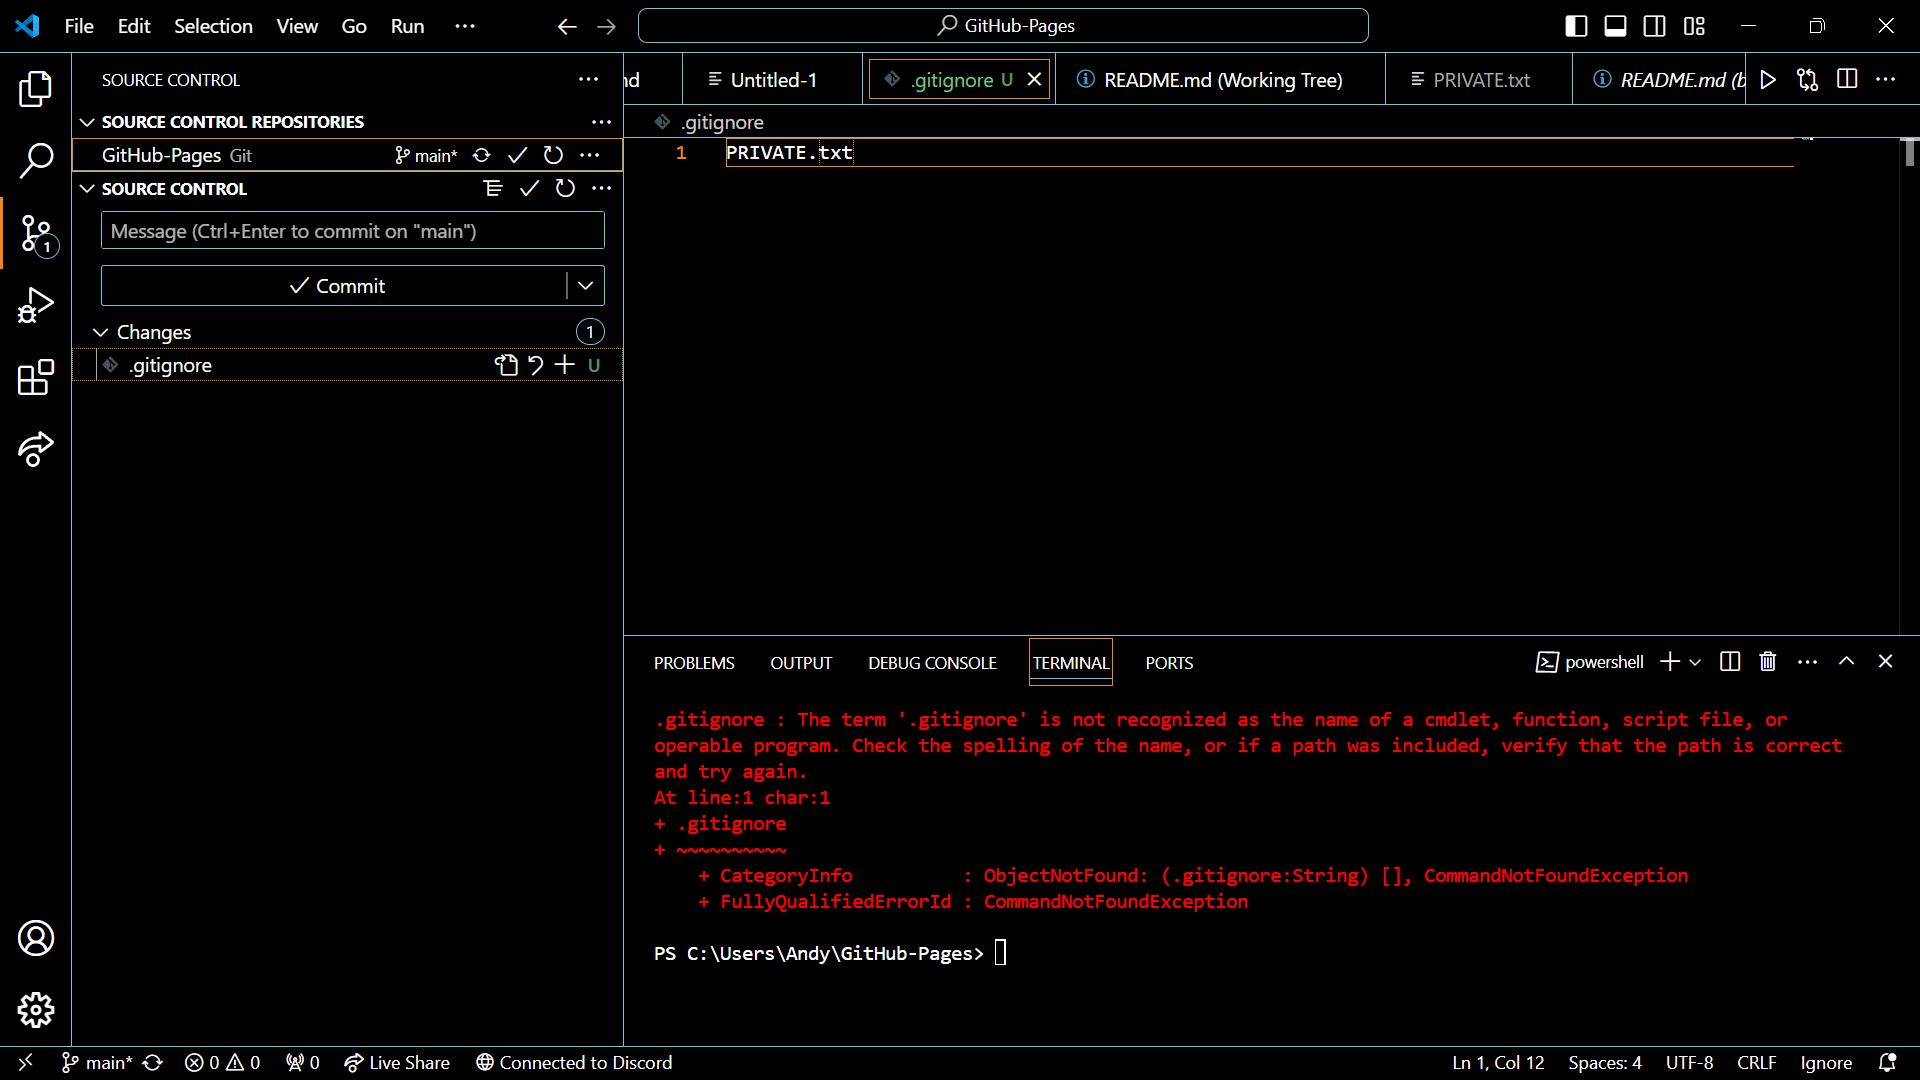 File Edit Selection View Go Run ···
GitHub-Pages
SOURCE CONTROL
nd
Untitled-1
.gitignore U
README.md (Working Tree)
PRIVATE.txt
README.md (b
SOURCE CONTROL REPOSITORIES
.gitignore
GitHub-Pages Git main*
1 PRIVATE.txt
SOURCE CONTROL
Message (Ctrl+Enter to commit on "main")
1
Commit
Changes 1
.gitignore U
PROBLEMS OUTPUT DEBUG CONSOLE TERMINAL PORTS powershell
.gitignore : The term '.gitignore' is not recognized as the name of a cmdlet, function, script file, or
operable program. Check the spelling of the name, or if a path was included, verify that the path is correct
and try again.
At line:1 char:1
+ .gitignore
+ ~~~~~~~~~~
+ CategoryInfo : ObjectNotFound: (.gitignore:String) [], CommandNotFoundException
+ FullyQualifiedErrorId : CommandNotFoundException
PS C:\Users\Andy\GitHub-Pages>
main* 0 0 0 Live Share Connected to Discord Ln 1, Col 12 Spaces: 4 UTF-8 CRLF Ignore